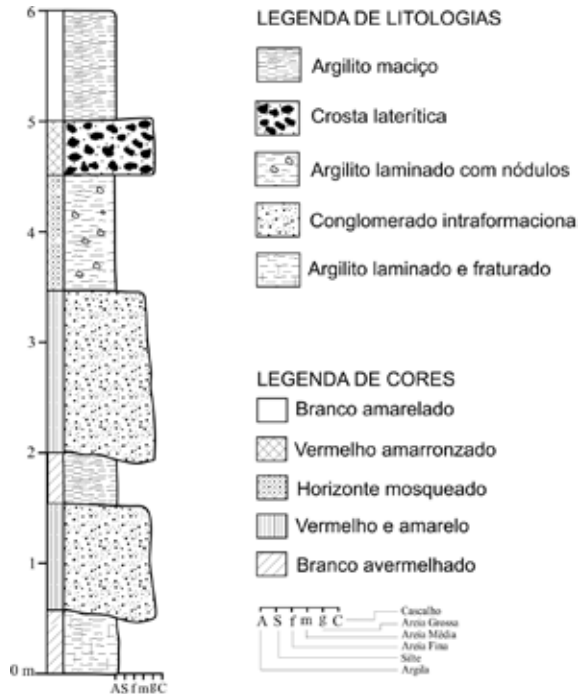 6
5
4
3
2
1
0 m
A S f m g C
LEGENDA DE LITOLOGIAS
Argilito maciço
Crosta laterítica
Argilito laminado com nódulos
Conglomerado intraformaciona
Argilito laminado e fraturado
LEGENDA DE CORES
Branco amarelado
Vermelho amarronzado
Horizonte mosqueado
Vermelho e amarelo
Branco avermelhado
A S f m g C
Cascalho
Areia Grossa
Areia Média
Areia Fina
Silte
Argila